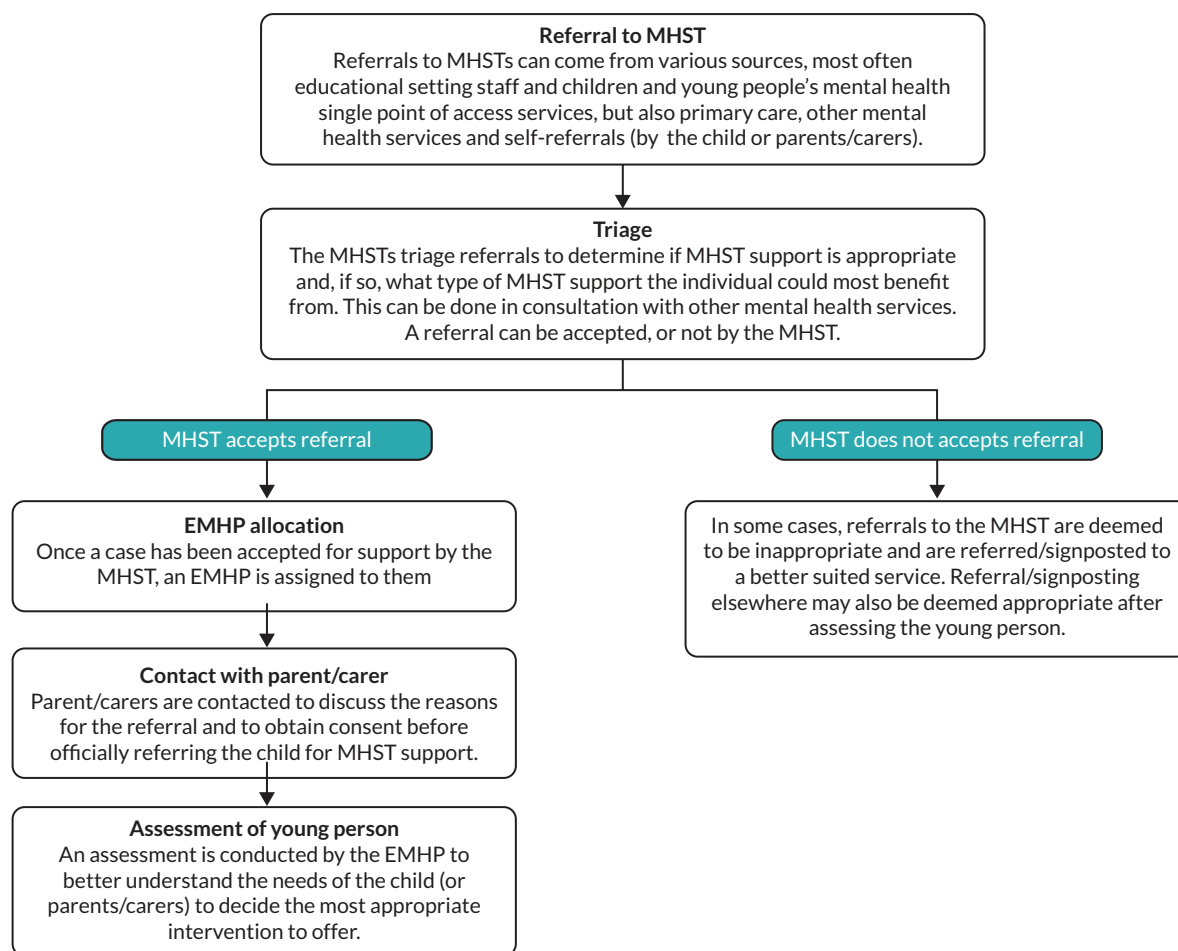 Referral to MHST
Referrals to MHSTs can come from various sources, most often
educational setting staff and children and young people’s mental health
single point of access services, but also primary care, other mental
health services and self-referrals (by the child or parents/carers).
Triage
The MHSTs triage referrals to determine if MHST support is appropriate
and, if so, what type of MHST support the individual could most benefit
from. This can be done in consultation with other mental health services.
A referral can be accepted, or not by the MHST.
MHST accepts referral
MHST does not accepts referral
EMHP allocation
Once a case has been accepted for support by the
MHST, an EMHP is assigned to them
In some cases, referrals to the MHST are deemed
to be inappropriate and are referred/signposted to
a better suited service. Referral/signposting
elsewhere may also be deemed appropriate after
assessing the young person.
Contact with parent/carer
Parent/carers are contacted to discuss the reasons
for the referral and to obtain consent before
officially referring the child for MHST support.
Assessment of young person
An assessment is conducted by the EMHP to
better understand the needs of the child (or
parents/carers) to decide the most appropriate
intervention to offer.